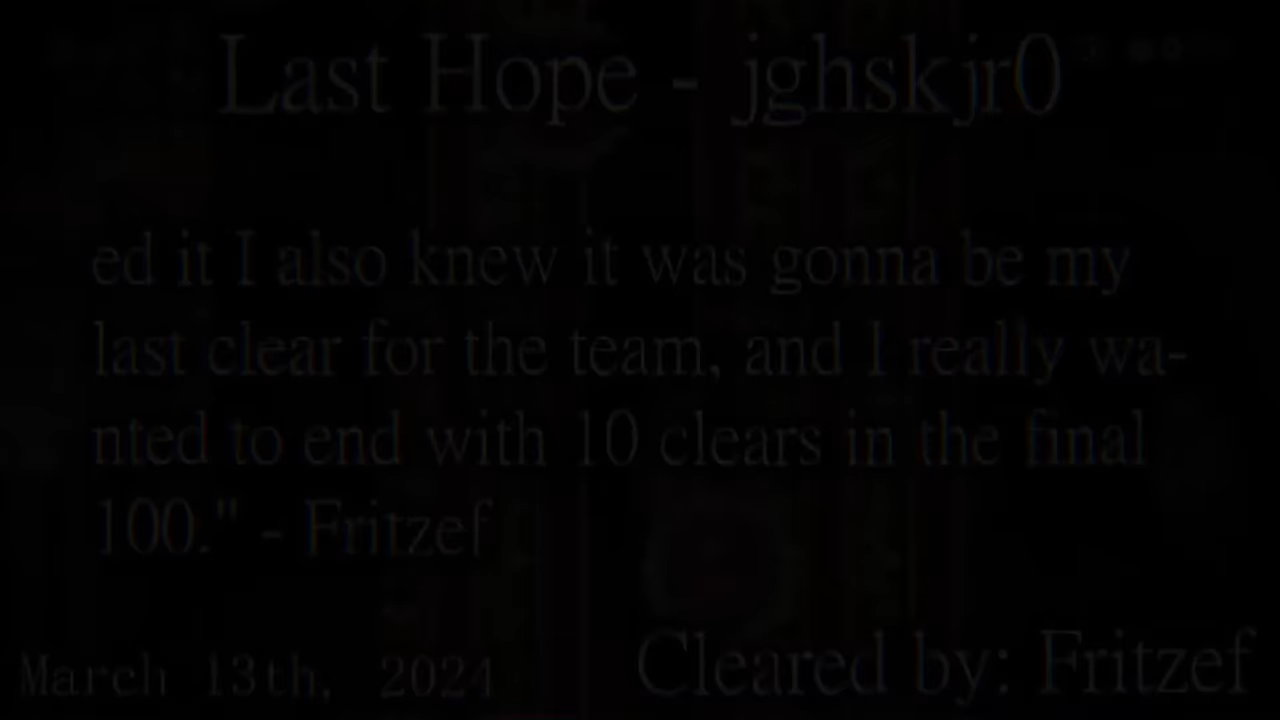 Last Hope - jghskjr0
ed it I also knew it was gonna be my
last clear for the team, and I really wa-
nted to end with 10 clears in the final
100." - Fritzef
March 13th, 2024
Cleared by: Fritzef